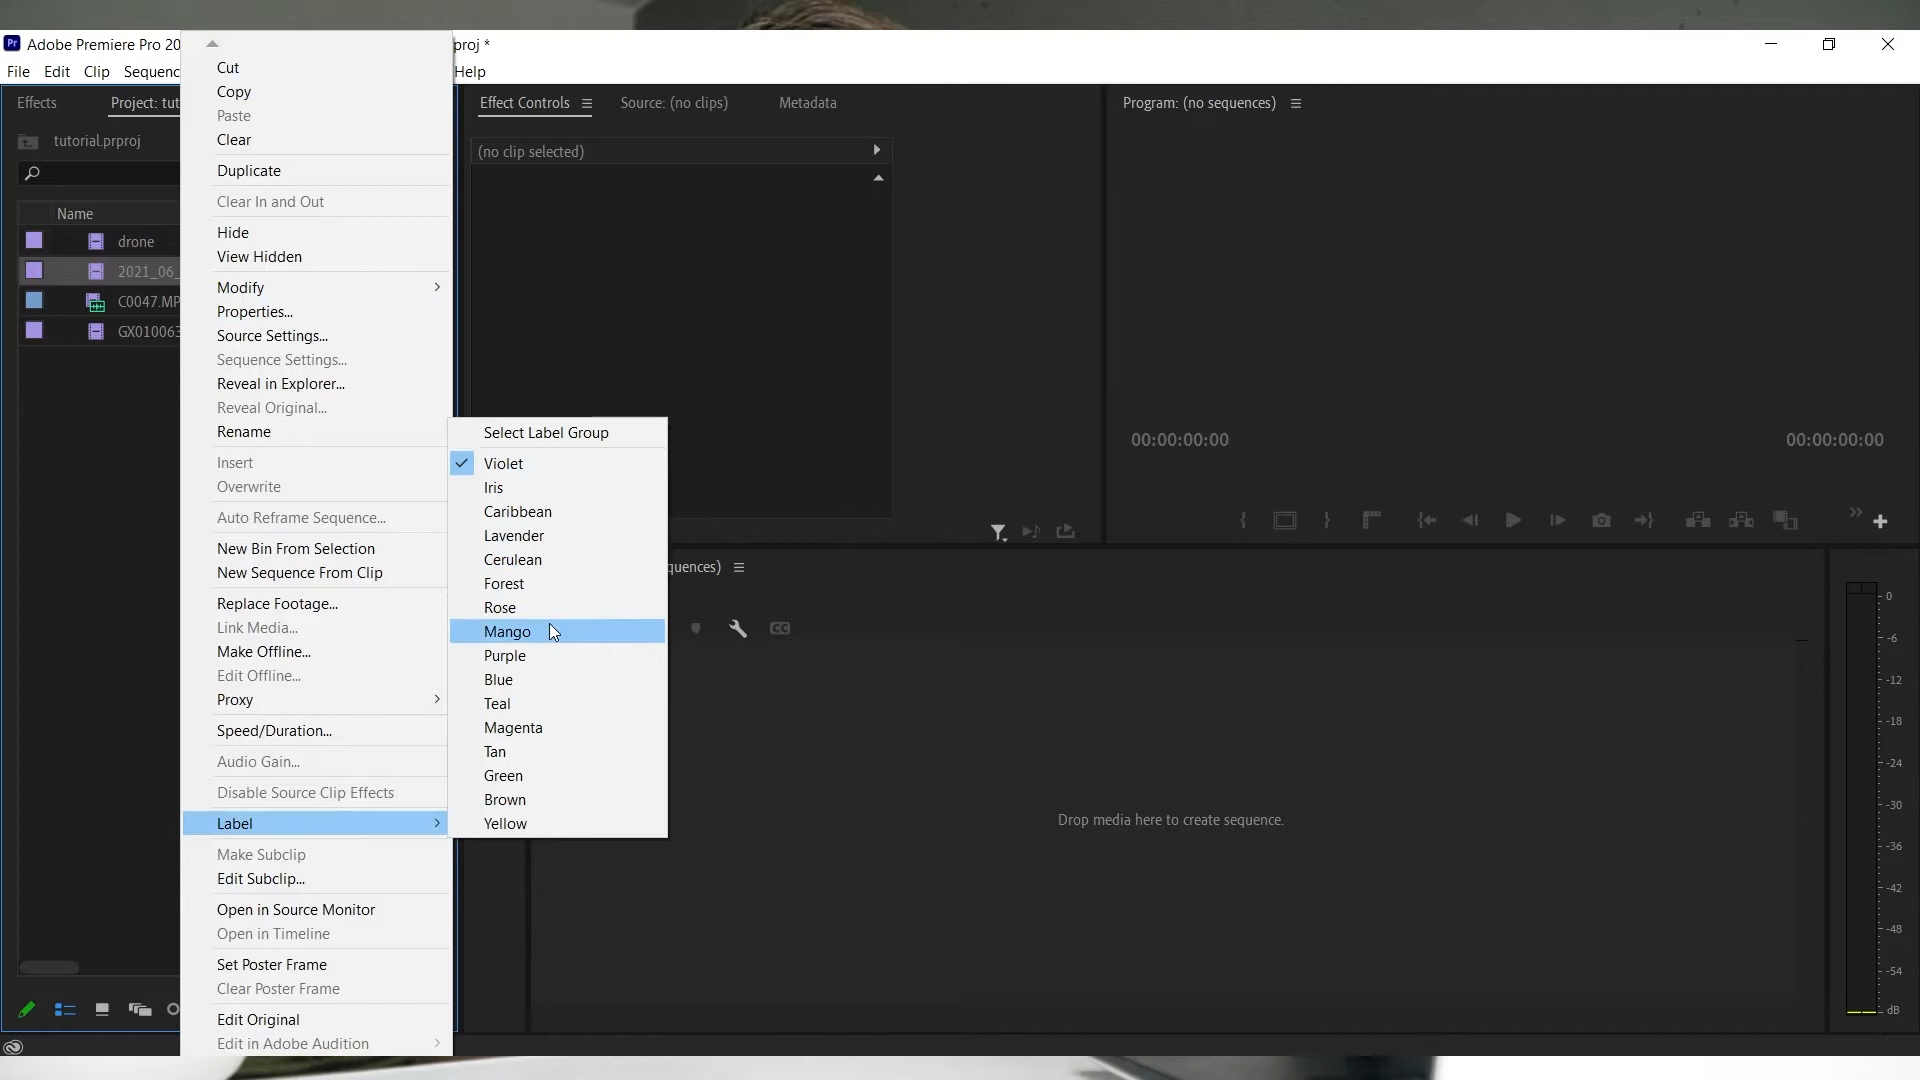 Adobe Premiere Pro 20
proj *
File Edit Clip Sequenc
Help
Effects
Project: tut
tutorial.prproj
Name
drone
2021_06_
C0047.MP
GX010063
Cut
Copy
Paste
Clear
Duplicate
Clear In and Out
Hide
View Hidden
Modify
Properties...
Source Settings...
Sequence Settings...
Reveal in Explorer...
Reveal Original...
Rename
Insert
Overwrite
Auto Reframe Sequence...
New Bin From Selection
New Sequence From Clip
Replace Footage...
Link Media...
Make Offline...
Edit Offline...
Proxy
Speed/Duration...
Audio Gain...
Disable Source Clip Effects
Label
Make Subclip
Edit Subclip...
Open in Source Monitor
Open in Timeline
Set Poster Frame
Clear Poster Frame
Edit Original
Edit in Adobe Audition
Select Label Group
Violet
Iris
Caribbean
Lavender
Cerulean
Forest
Rose
Mango
Purple
Blue
Teal
Magenta
Tan
Green
Brown
Yellow
Effect Controls
Source: (no clips)
Metadata
(no clip selected)
Program: (no sequences)
00:00:00:00
00:00:00:00
quences)
CC
Drop media here to create sequence.
0
-6
-12
-18
-24
-30
-36
-42
-48
-54
dB